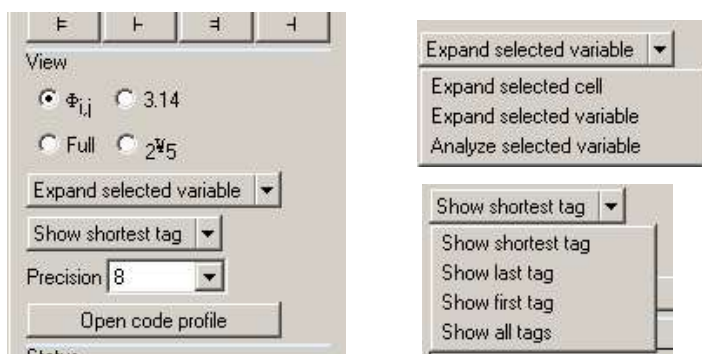 ⊨ ⊢ ⫤ ⊣
View
Φi,j 3.14
Full 2¥5
Expand selected variable
Show shortest tag
Precision 8
Open code profile
Status
Expand selected variable
Expand selected cell
Expand selected variable
Analyze selected variable
Show shortest tag
Show shortest tag
Show last tag
Show first tag
Show all tags